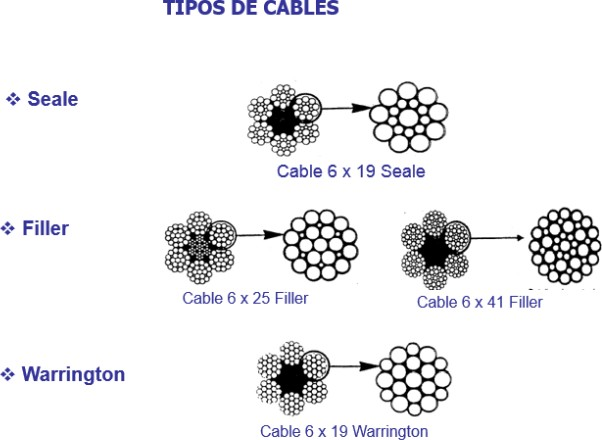 TIPOS DE CABLES
❖ Seale
Cable 6 x 19 Seale
❖ Filler
Cable 6 x 25 Filler
Cable 6 x 41 Filler
❖ Warrington
Cable 6 x 19 Warrington